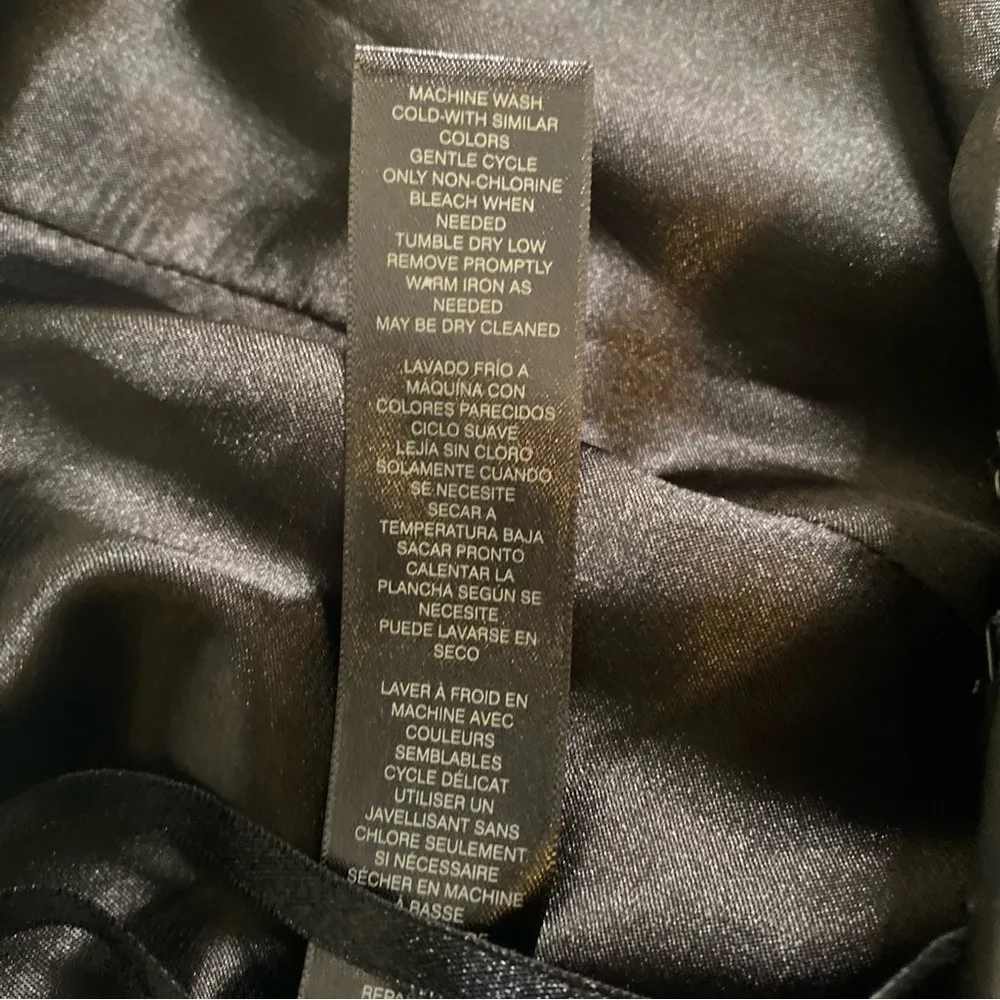 MACHINE WASH
COLD-WITH SIMILAR
COLORS
GENTLE CYCLE
ONLY NON-CHLORINE
BLEACH WHEN
NEEDED
TUMBLE DRY LOW
REMOVE PROMPTLY
WARM IRON AS
NEEDED
MAY BE DRY CLEANED
LAVADO FRÍO A
MÁQUINA CON
COLORES PARECIDOS
CICLO SUAVE
LEJÍA SIN CLORO
SOLAMENTE CUANDO
SE NECESITE
SECAR A
TEMPERATURA BAJA
SACAR PRONTO
CALENTAR LA
PLANCHA SEGÚN SE
NECESITE
PUEDE LAVARSE EN
SECO
LAVER À FROID EN
MACHINE AVEC
COULEURS
SEMBLABLES
CYCLE DÉLICAT
UTILISER UN
JAVELLISANT SANS
CHLORE SEULEMENT
SI NÉCESSAIRE
SÉCHER EN MACHINE
À BASSE